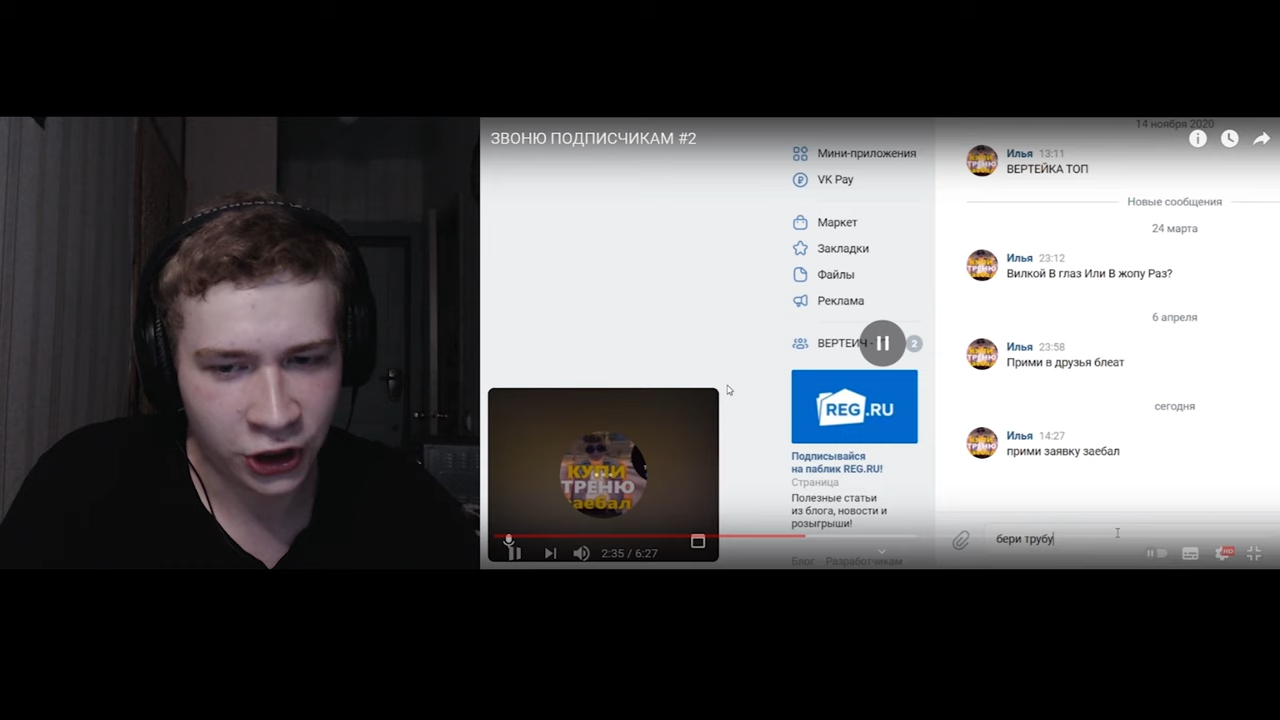 ЗВОНЮ ПОДПИСЧИКАМ #2
Мини-приложения
VK Pay
Маркет
Закладки
Файлы
Реклама
ВЕРТЕИЧ
2
REG.RU
Подписывайся
на паблик REG.RU!
Страница
Полезные статьи
из блога, новости и
розыгрыши!
Блог Разработчикам
КУПИ
ТРЕНЮ
аебал
2:35 / 6:27
14 ноября 2020
Илья 13:11
ВЕРТЕЙКА ТОП
Новые сообщения
24 марта
Илья 23:12
Вилкой В глаз Или В жопу Раз?
6 апреля
Илья 23:58
Прими в друзья блеат
сегодня
Илья 14:27
прими заявку заебал
бери трубу
HD